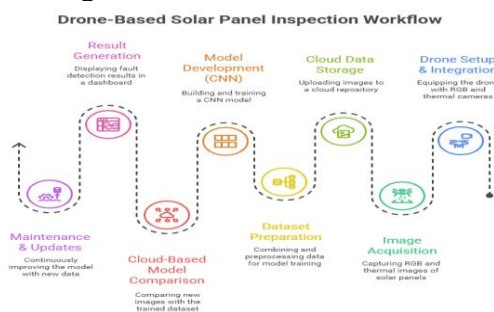 Drone-Based Solar Panel Inspection Workflow
Result
Generation
Displaying fault
detection results in
a dashboard
Model
Development
(CNN)
Building and training
a CNN model
Cloud Data
Storage
Uploading images to
a cloud repository
Drone Setup
& Integration
Equipping the drone
with RGB and
thermal cameras
Maintenance
& Updates
Continuously
improving the model
with new data
Cloud-Based
Model
Comparison
Comparing new
images with the
trained dataset
Dataset
Preparation
Combining and
preprocessing data
for model training
Image
Acquisition
Capturing RGB and
thermal images of
solar panels